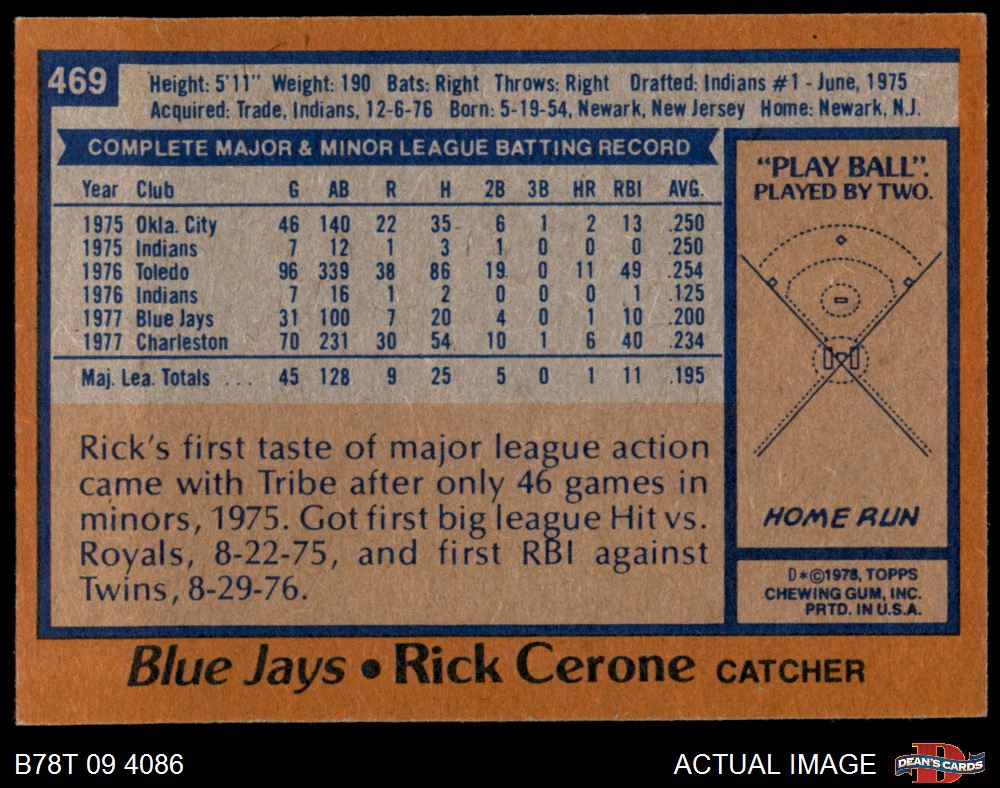 469
Height: 5'11" Weight: 190 Bats: Right Throws: Right Drafted: Indians #1 - June, 1975
Acquired: Trade, Indians, 12-6-76 Born: 5-19-54, Newark, New Jersey Home: Newark, N.J.
COMPLETE MAJOR & MINOR LEAGUE BATTING RECORD
Year Club G AB R H 2B 3B HR RBI AVG.
1975 Okla. City 46 140 22 35 6 1 2 13 .250
1975 Indians 7 12 1 3 1 0 0 0 .250
1976 Toledo 96 339 38 86 19 0 11 49 .254
1976 Indians 7 16 1 2 0 0 0 1 .125
1977 Blue Jays 31 100 7 20 4 0 1 10 .200
1977 Charleston 70 231 30 54 10 1 6 40 .234
Maj. Lea. Totals ... 45 128 9 25 5 0 1 11 .195
Rick's first taste of major league action
came with Tribe after only 46 games in
minors, 1975. Got first big league Hit vs.
Royals, 8-22-75, and first RBI against
Twins, 8-29-76.
"PLAY BALL".
PLAYED BY TWO.
HOME RUN
D*©1978, TOPPS
CHEWING GUM, INC.
PRTD. IN U.S.A.
Blue Jays • Rick Cerone CATCHER
B78T 09 4086
ACTUAL IMAGE
D
DEAN'S CARDS